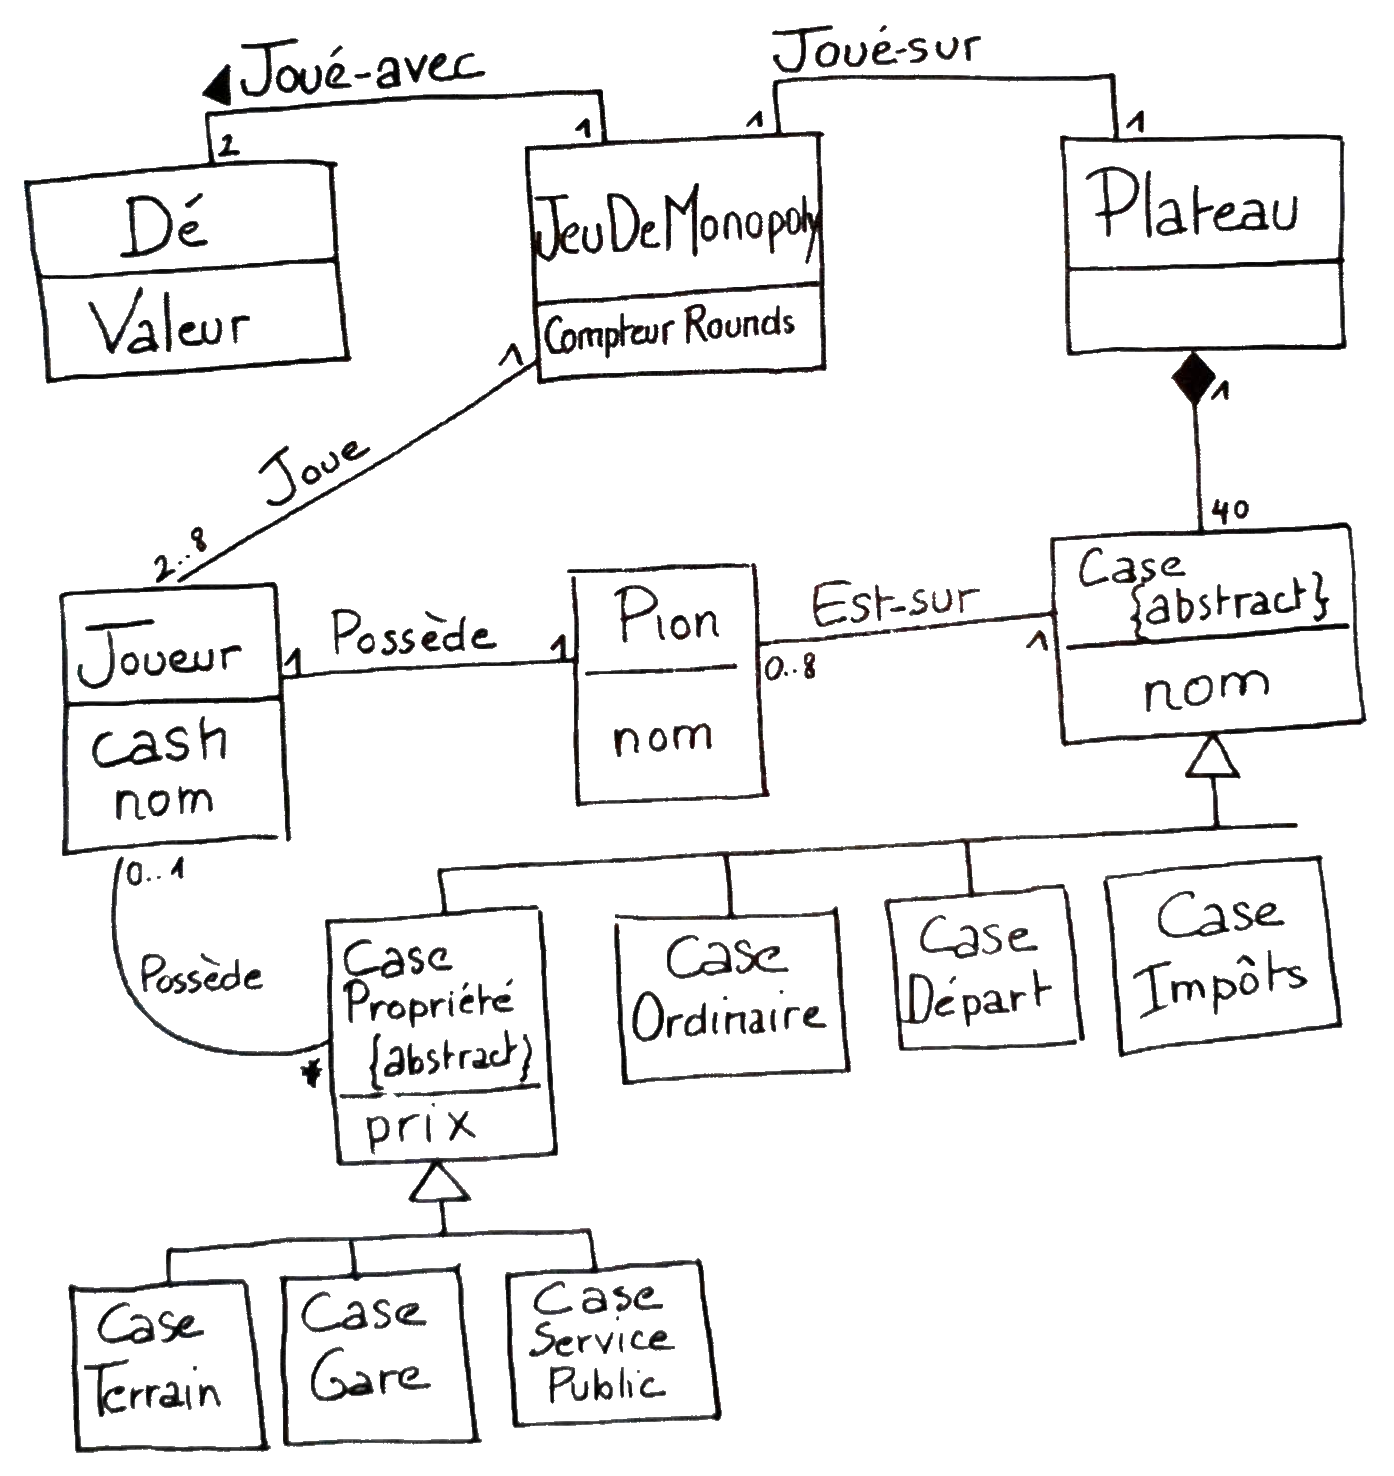 Joué-avec
Joué-sur
2
1
1
1
Dé
Valeur
JeuDeMonopoly
Compteur Rounds
Plateau
1
1
Joue
2..8
40
Joueur
cash
nom
1
Possède
1
Pion
nom
Est-sur
0..8
1
Case
{abstract}
nom
0..1
Possède
*
Case
Propriété
{abstract}
prix
Case
Ordinaire
Case
Départ
Case
Impôts
Case
Terrain
Case
Gare
Case
Service
Public